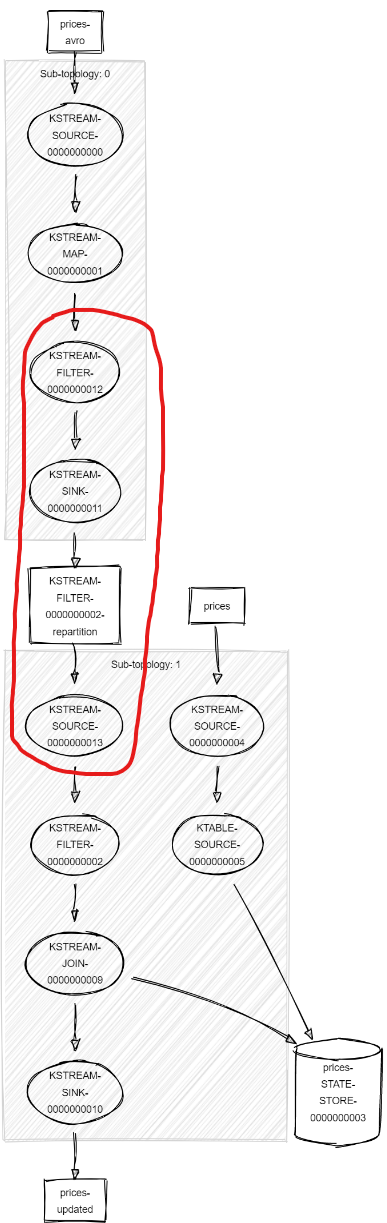 prices-
avro
Sub-topology: 0
KSTREAM-
SOURCE-
0000000000
KSTREAM-
MAP-
0000000001
KSTREAM-
FILTER-
0000000012
KSTREAM-
SINK-
0000000011
KSTREAM-
FILTER-
0000000002-
repartition
prices
Sub-topology: 1
KSTREAM-
SOURCE-
0000000013
KSTREAM-
SOURCE-
0000000004
KSTREAM-
FILTER-
0000000002
KTABLE-
SOURCE-
0000000005
KSTREAM-
JOIN-
0000000009
KSTREAM-
SINK-
0000000010
prices-
STATE-
STORE-
0000000003
prices-
updated